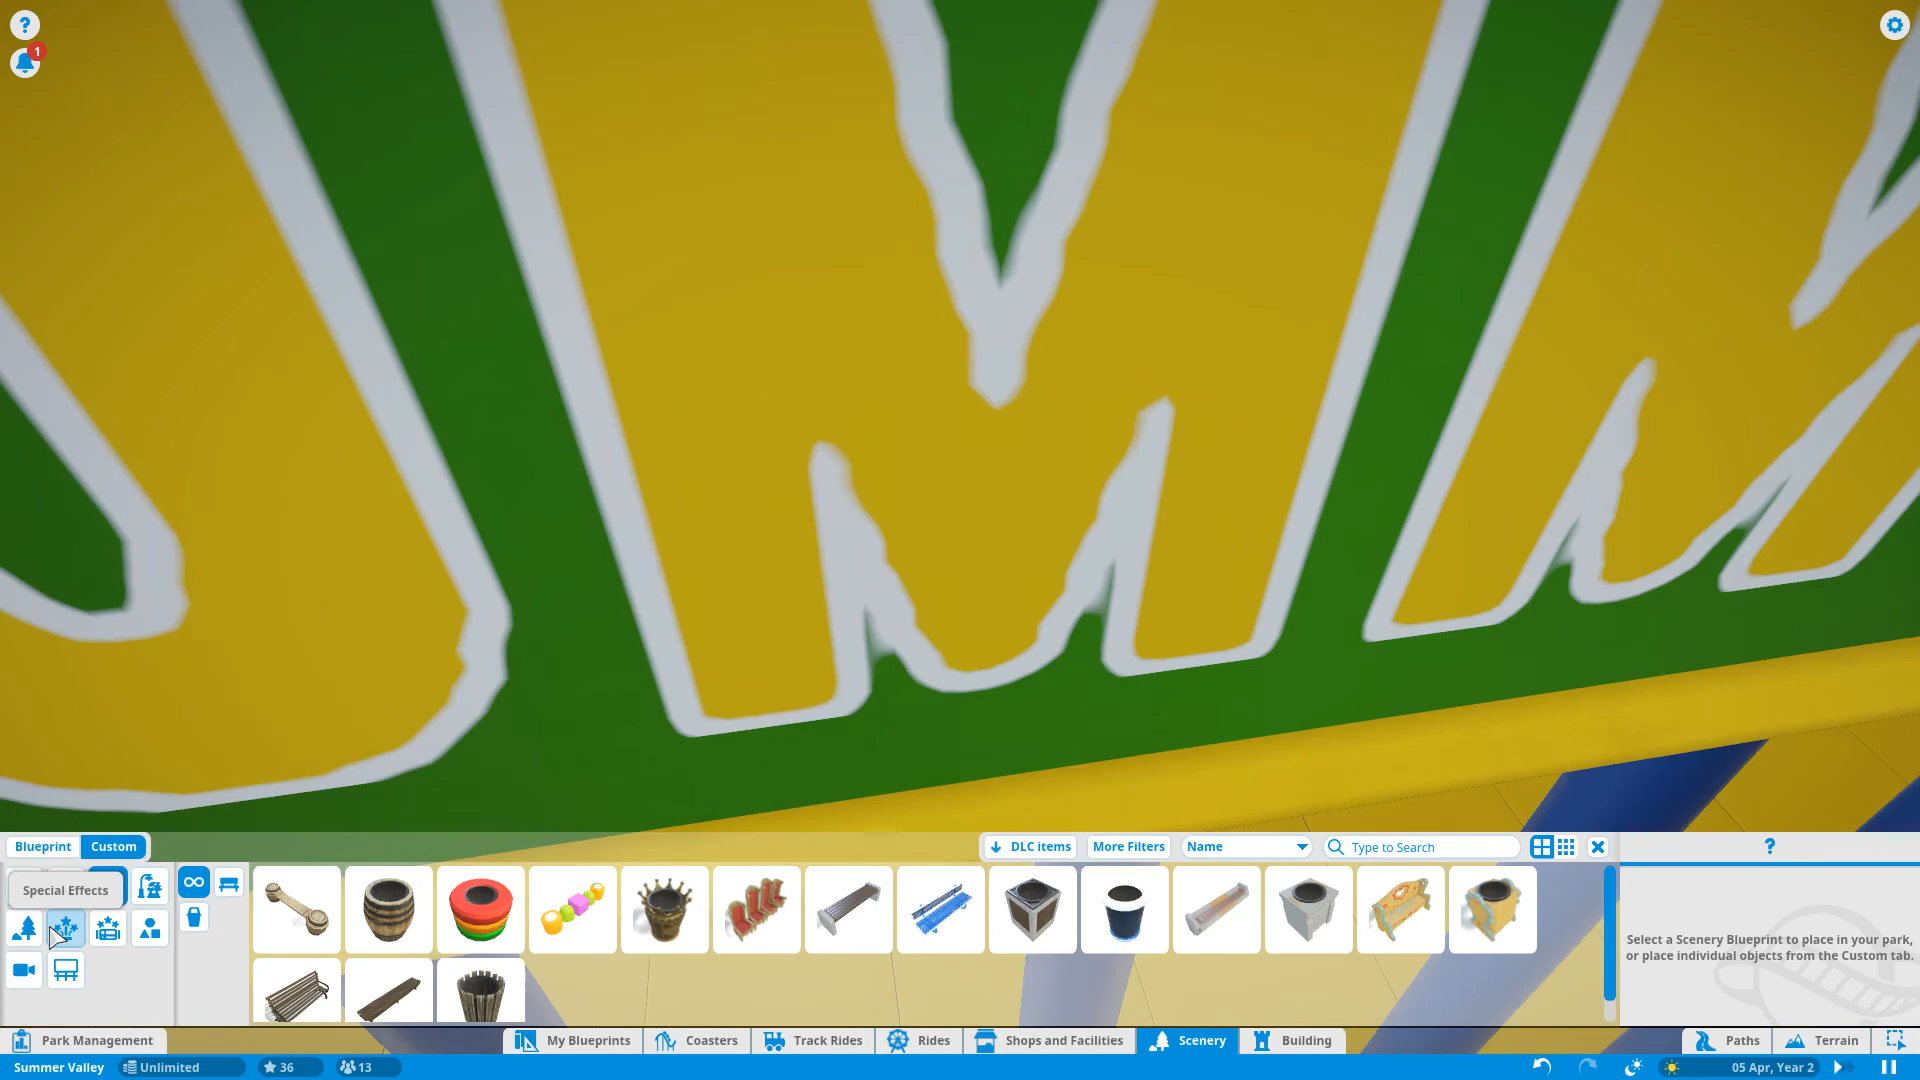 1
SMM
Blueprint
Custom
DLC items
More Filters
Name
Type to Search
?
Special Effects
Select a Scenery Blueprint to place in your park,
or place individual objects from the Custom tab.
Park Management
My Blueprints
Coasters
Track Rides
Rides
Shops and Facilities
Scenery
Building
Paths
Terrain
Summer Valley
Unlimited
36
13
05 Apr, Year 2